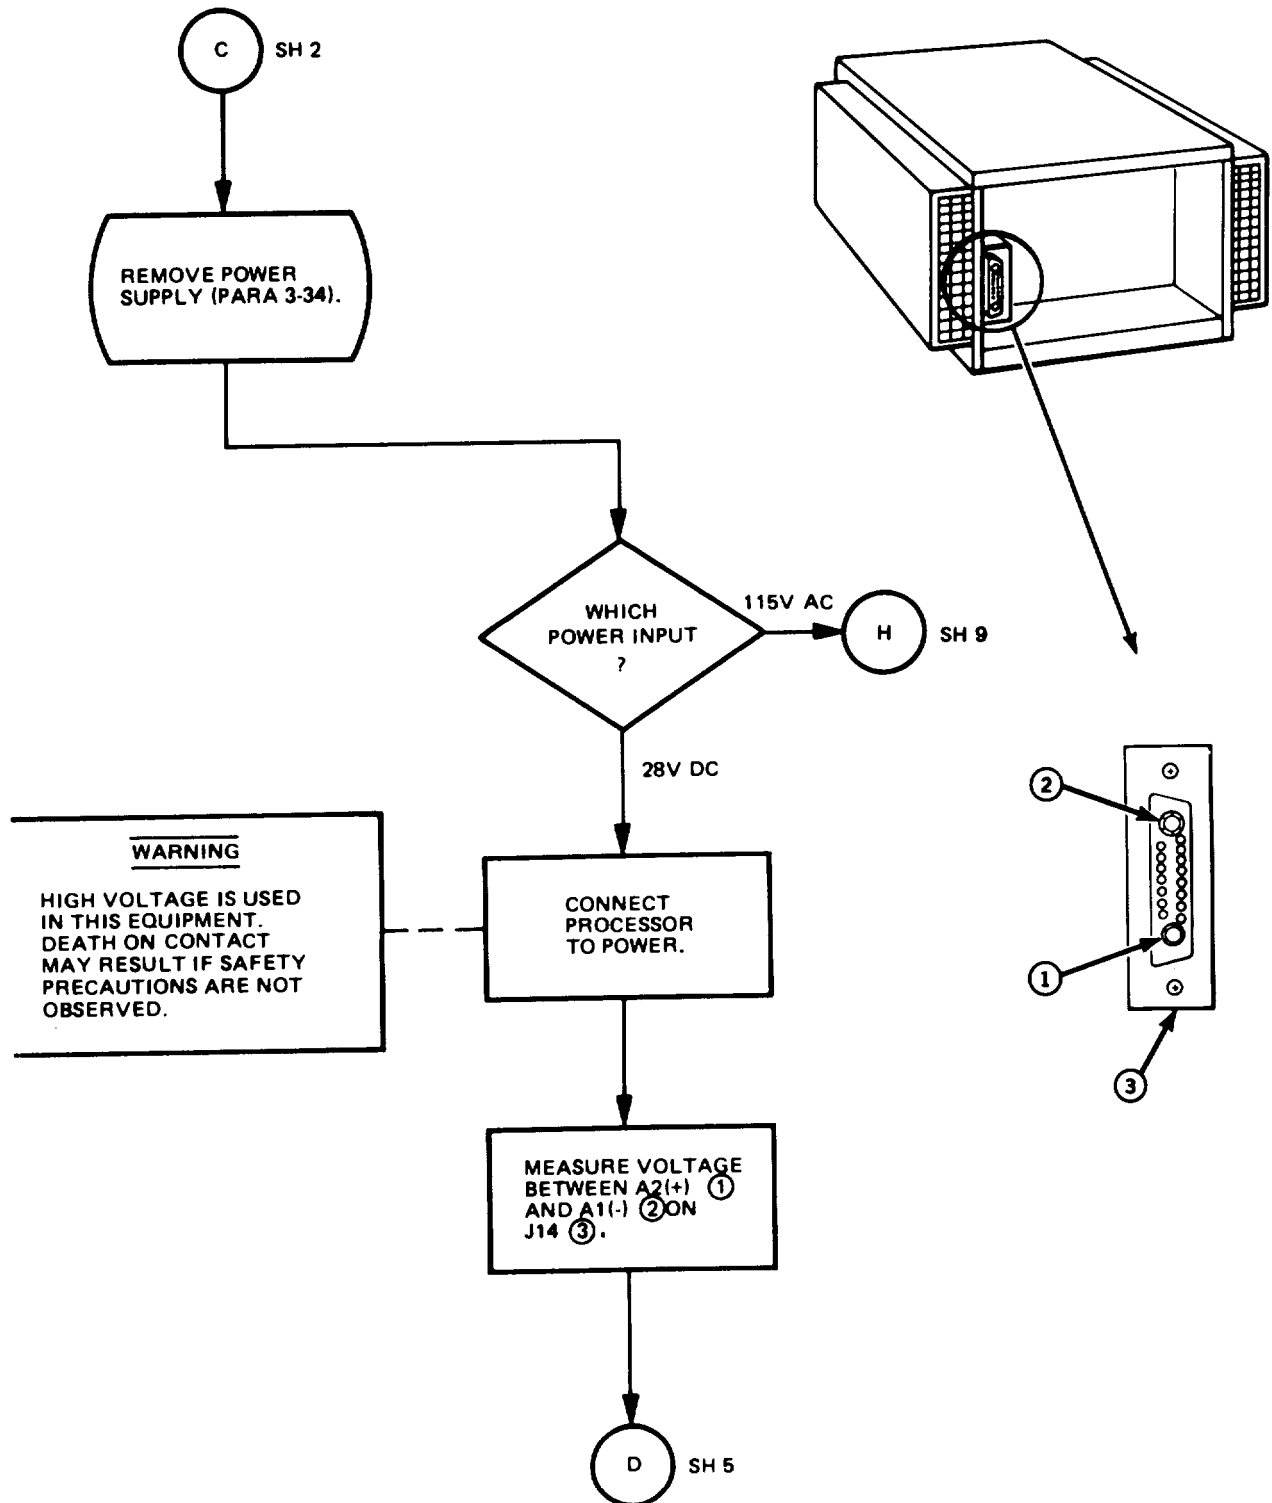 C
SH 2
REMOVE POWER
SUPPLY (PARA 3-34).
WHICH
POWER INPUT
?
115V AC
H
SH 9
28V DC
WARNING
HIGH VOLTAGE IS USED
IN THIS EQUIPMENT.
DEATH ON CONTACT
MAY RESULT IF SAFETY
PRECAUTIONS ARE NOT
OBSERVED.
CONNECT
PROCESSOR
TO POWER.
2
1
3
MEASURE VOLTAGE
BETWEEN A2(+) ①
AND A1(-) ②ON
J14 ③.
D
SH 5